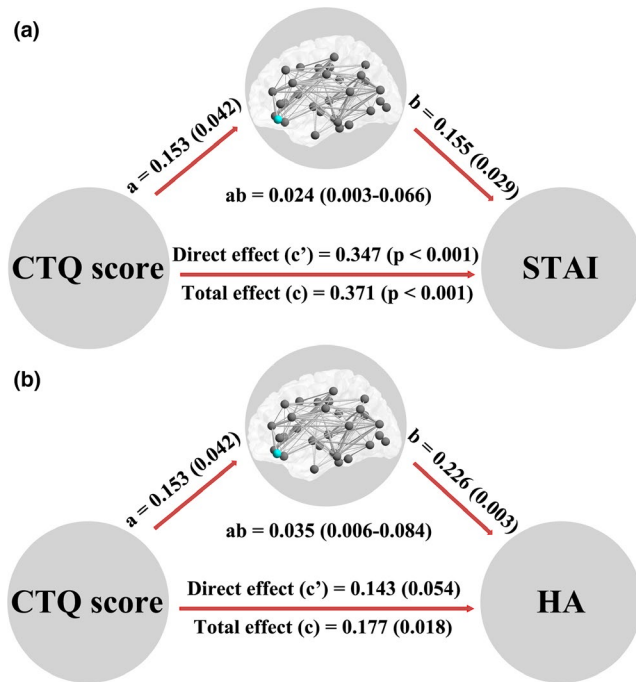 (a)
a = 0.153 (0.042)
b = 0.155 (0.029)
ab = 0.024 (0.003-0.066)
CTQ score
Direct effect (c’) = 0.347 (p < 0.001)
Total effect (c) = 0.371 (p < 0.001)
STAI
(b)
a = 0.153 (0.042)
b = 0.226 (0.003)
ab = 0.035 (0.006-0.084)
CTQ score
Direct effect (c’) = 0.143 (0.054)
Total effect (c) = 0.177 (0.018)
HA